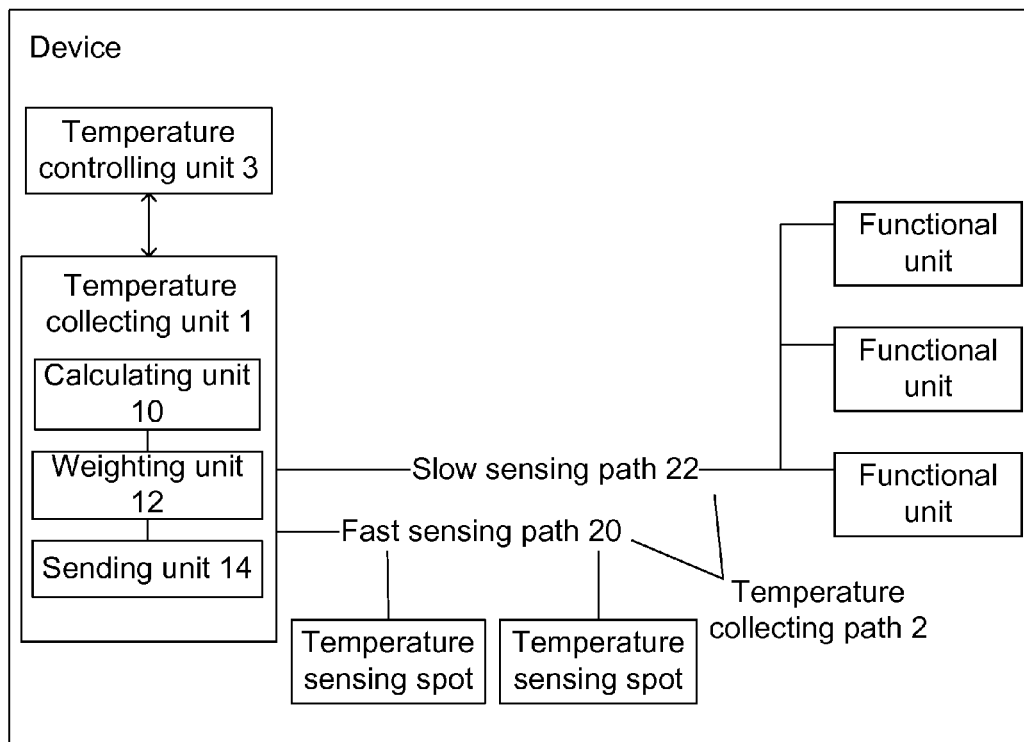 Device
Temperature
controlling unit 3
Temperature
collecting unit 1
Calculating unit
10
Weighting unit
12
Sending unit 14
Slow sensing path 22
Fast sensing path 20
Temperature
sensing spot
Temperature
sensing spot
Temperature
collecting path 2
Functional
unit
Functional
unit
Functional
unit